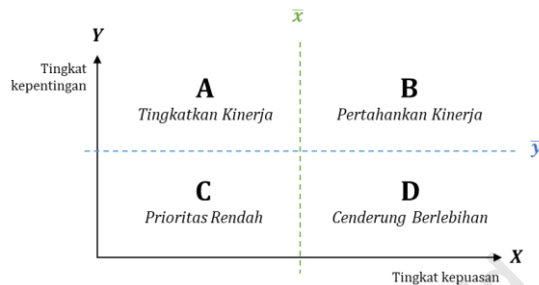 x̅
Y
Tingkat
kepentingan
A
Tingkatkan Kinerja
B
Pertahankan Kinerja
y̅
C
Prioritas Rendah
D
Cenderung Berlebihan
X
Tingkat kepuasan